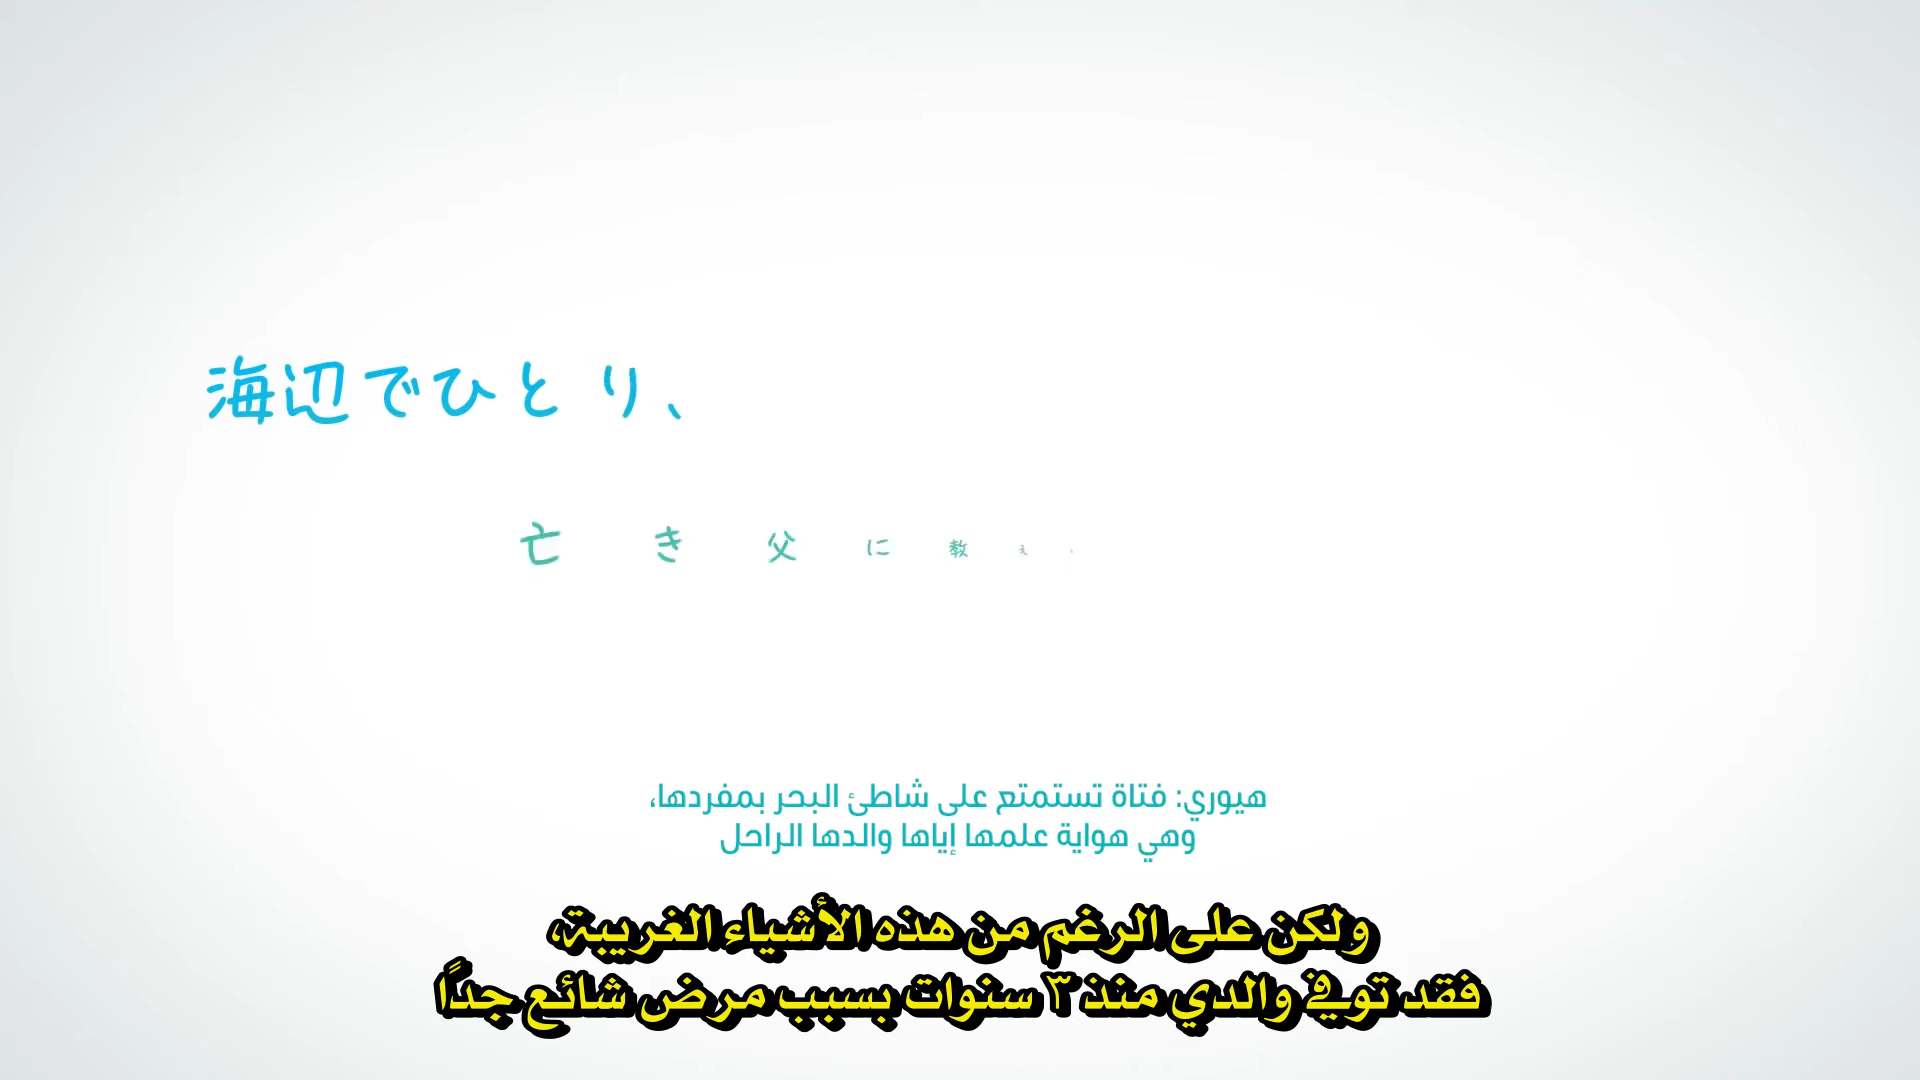 海辺でひとり、
亡き父に教え
هيوري: فتاة تستمتع على شاطئ البحر بمفردها،
وهي هواية علمها إياها والدها الراحل
ولكن على الرغم من هذه الأشياء الغريبة،
فقد توفي والدي منذ ٣ سنوات بسبب مرض شائع جدًا